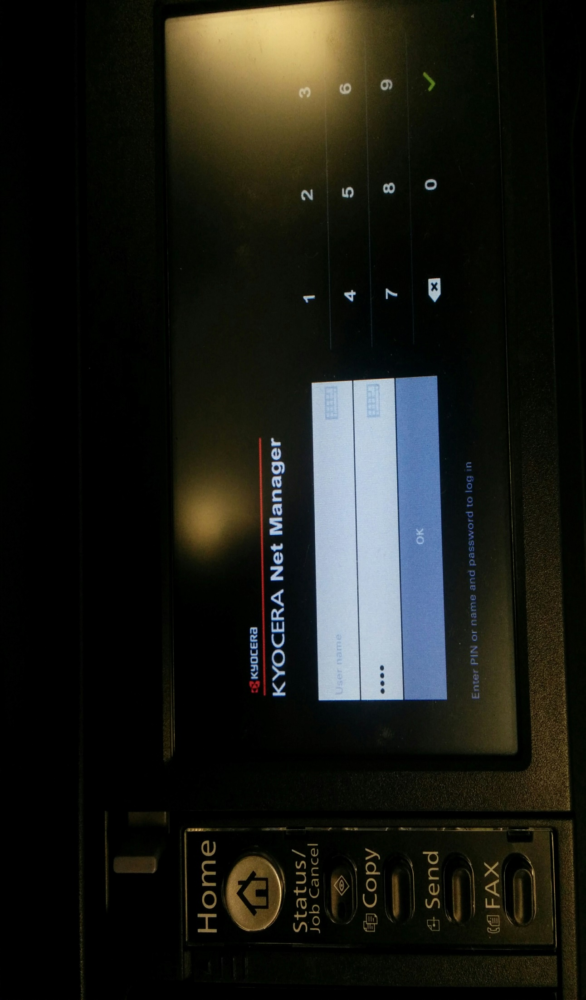 KYOCERA
KYOCERA Net Manager
User name
••••
OK
Enter PIN or name and password to log in
1 2 3
4 5 6
7 8 9
0
Home
Status/
Job Cancel
Copy
Send
FAX